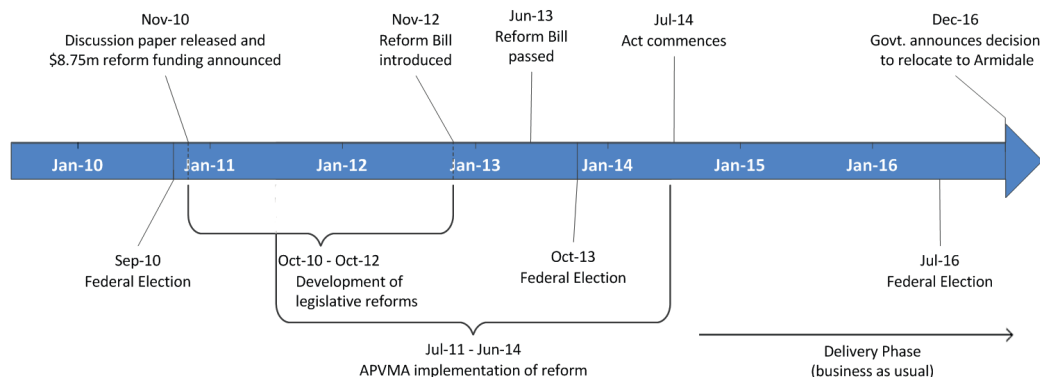 Nov-10
Discussion paper released and
$8.75m reform funding announced
Nov-12
Reform Bill
introduced
Jun-13
Reform Bill
passed
Jul-14
Act commences
Dec-16
Govt. announces decision
to relocate to Armidale
Jan-10
Jan-11
Jan-12
Jan-13
Jan-14
Jan-15
Jan-16
Sep-10
Federal Election
Oct-10 - Oct-12
Development of
legislative reforms
Oct-13
Federal Election
Jul-16
Federal Election
Jul-11 - Jun-14
APVMA implementation of reform
Delivery Phase
(business as usual)